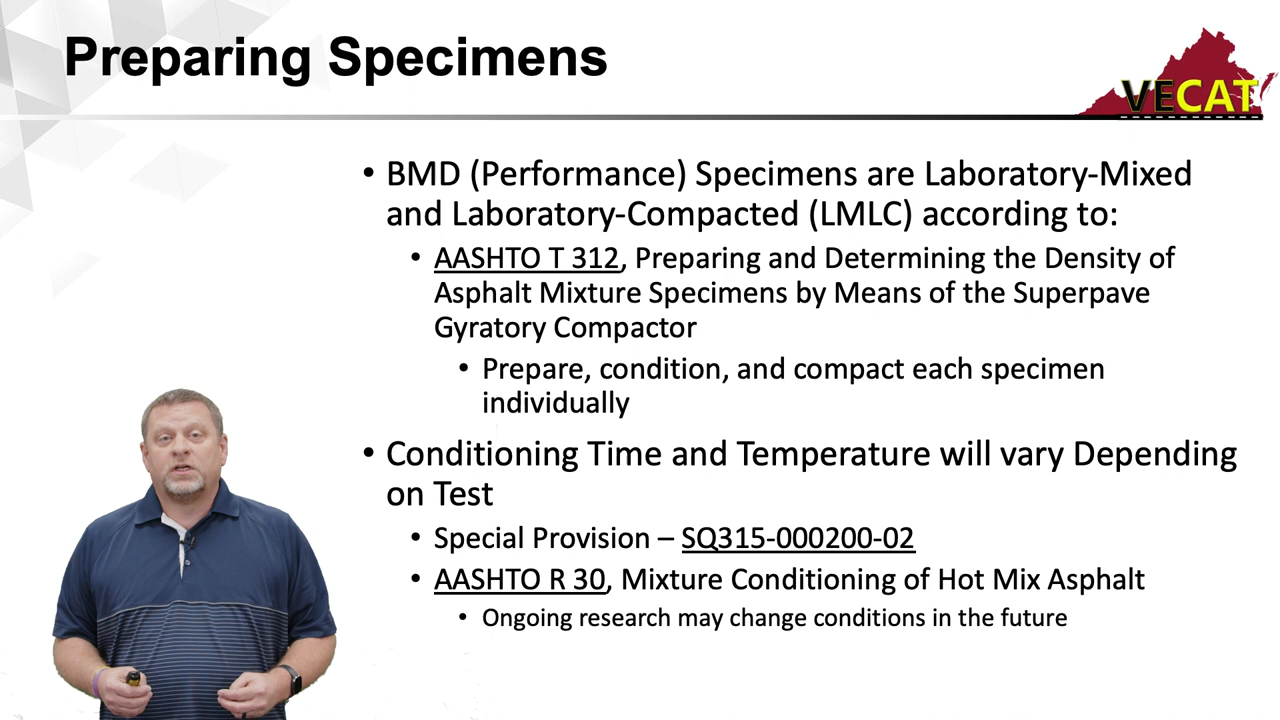 Preparing Specimens
VECAT
• BMD (Performance) Specimens are Laboratory-Mixed
and Laboratory-Compacted (LMLC) according to:
• AASHTO T 312, Preparing and Determining the Density of
Asphalt Mixture Specimens by Means of the Superpave
Gyratory Compactor
• Prepare, condition, and compact each specimen
individually
• Conditioning Time and Temperature will vary Depending
on Test
• Special Provision – SQ315-000200-02
• AASHTO R 30, Mixture Conditioning of Hot Mix Asphalt
• Ongoing research may change conditions in the future